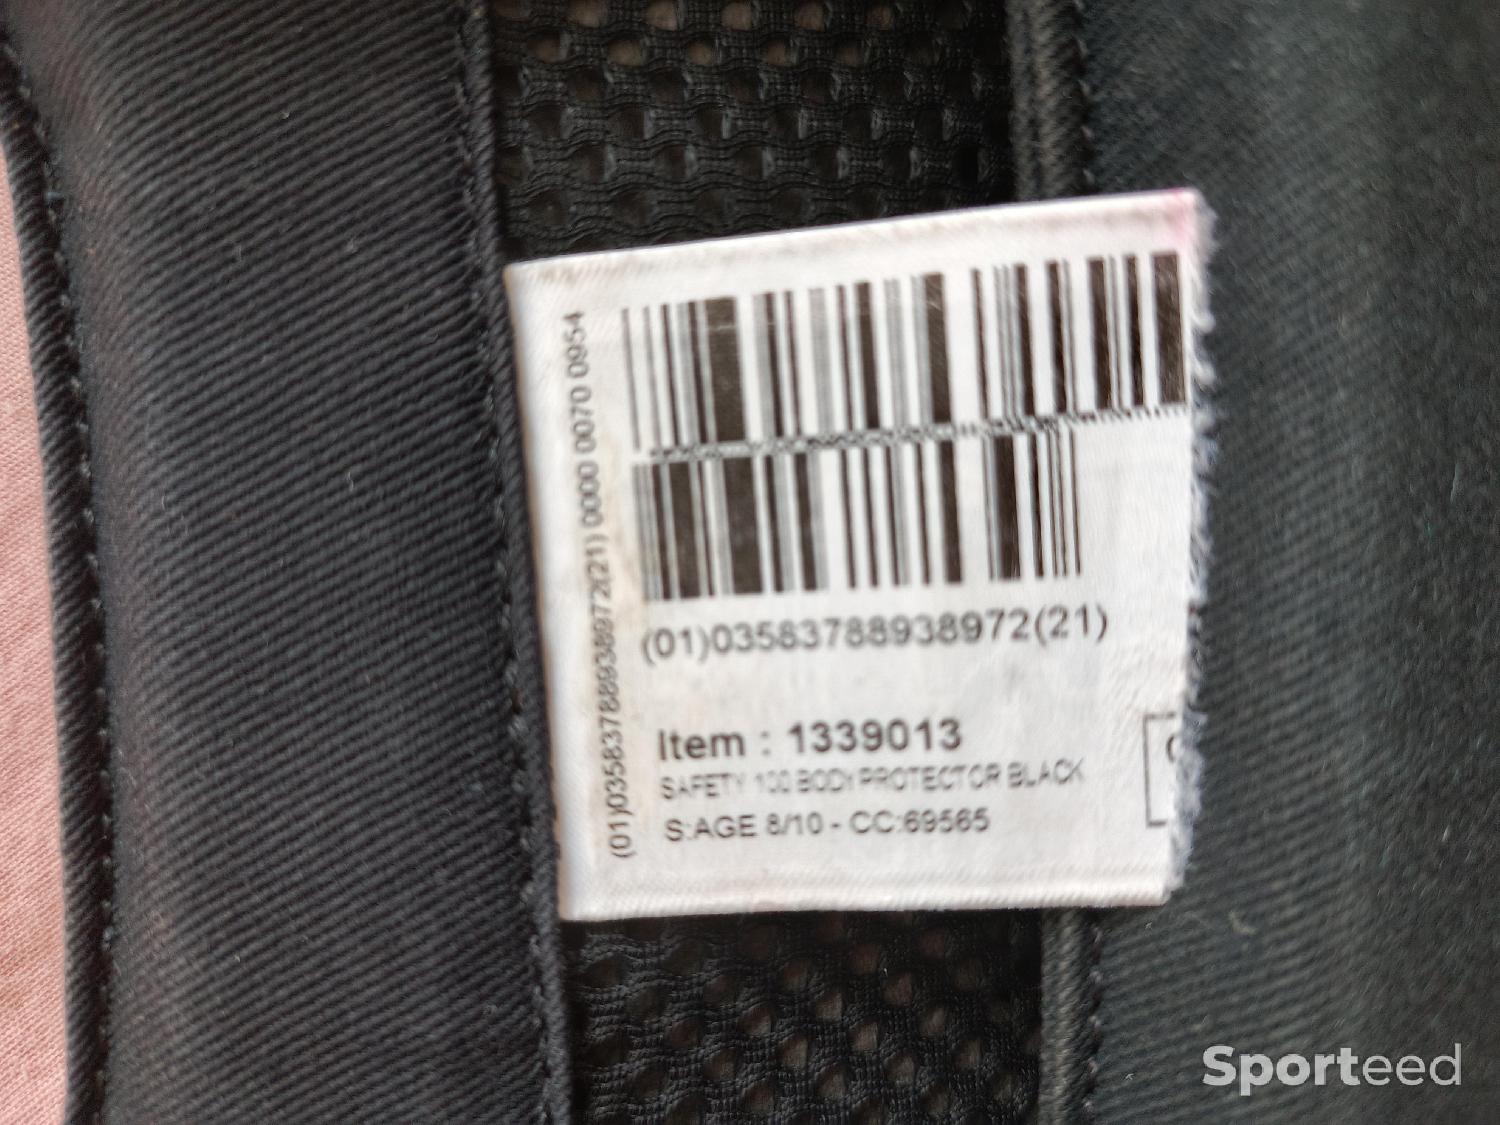 (01)03583788938972(21) 0000 0070 0954
(01)03583788938972(21)
Item : 1339013
SAFETY 100 BODY PROTECTOR BLACK
S:AGE 8/10 - CC:69565
Sporteed